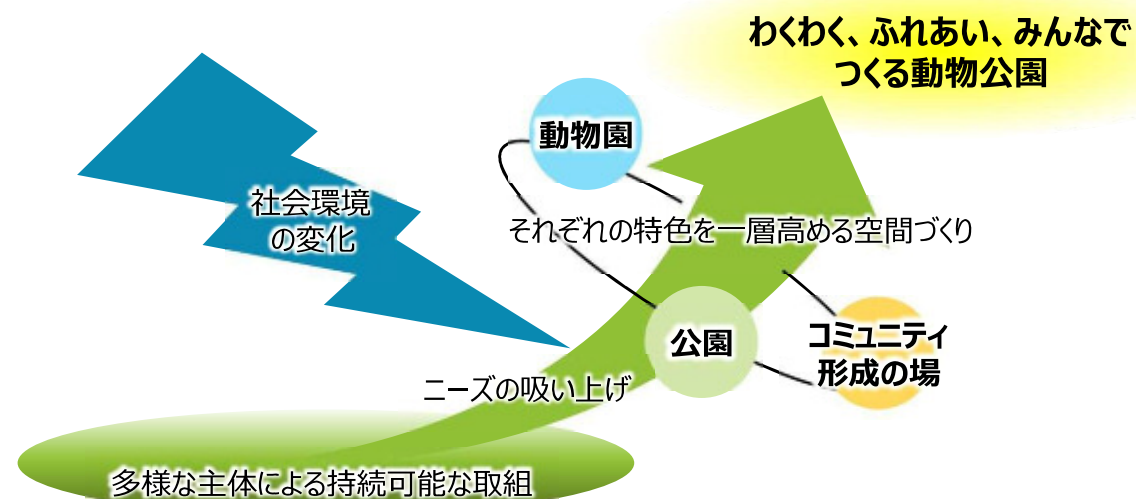 わくわく、ふれあい、みんなで
つくる動物公園
動物園
社会環境
の変化
それぞれの特色を一層高める空間づくり
公園
コミュニティ
形成の場
ニーズの吸い上げ
多様な主体による持続可能な取組